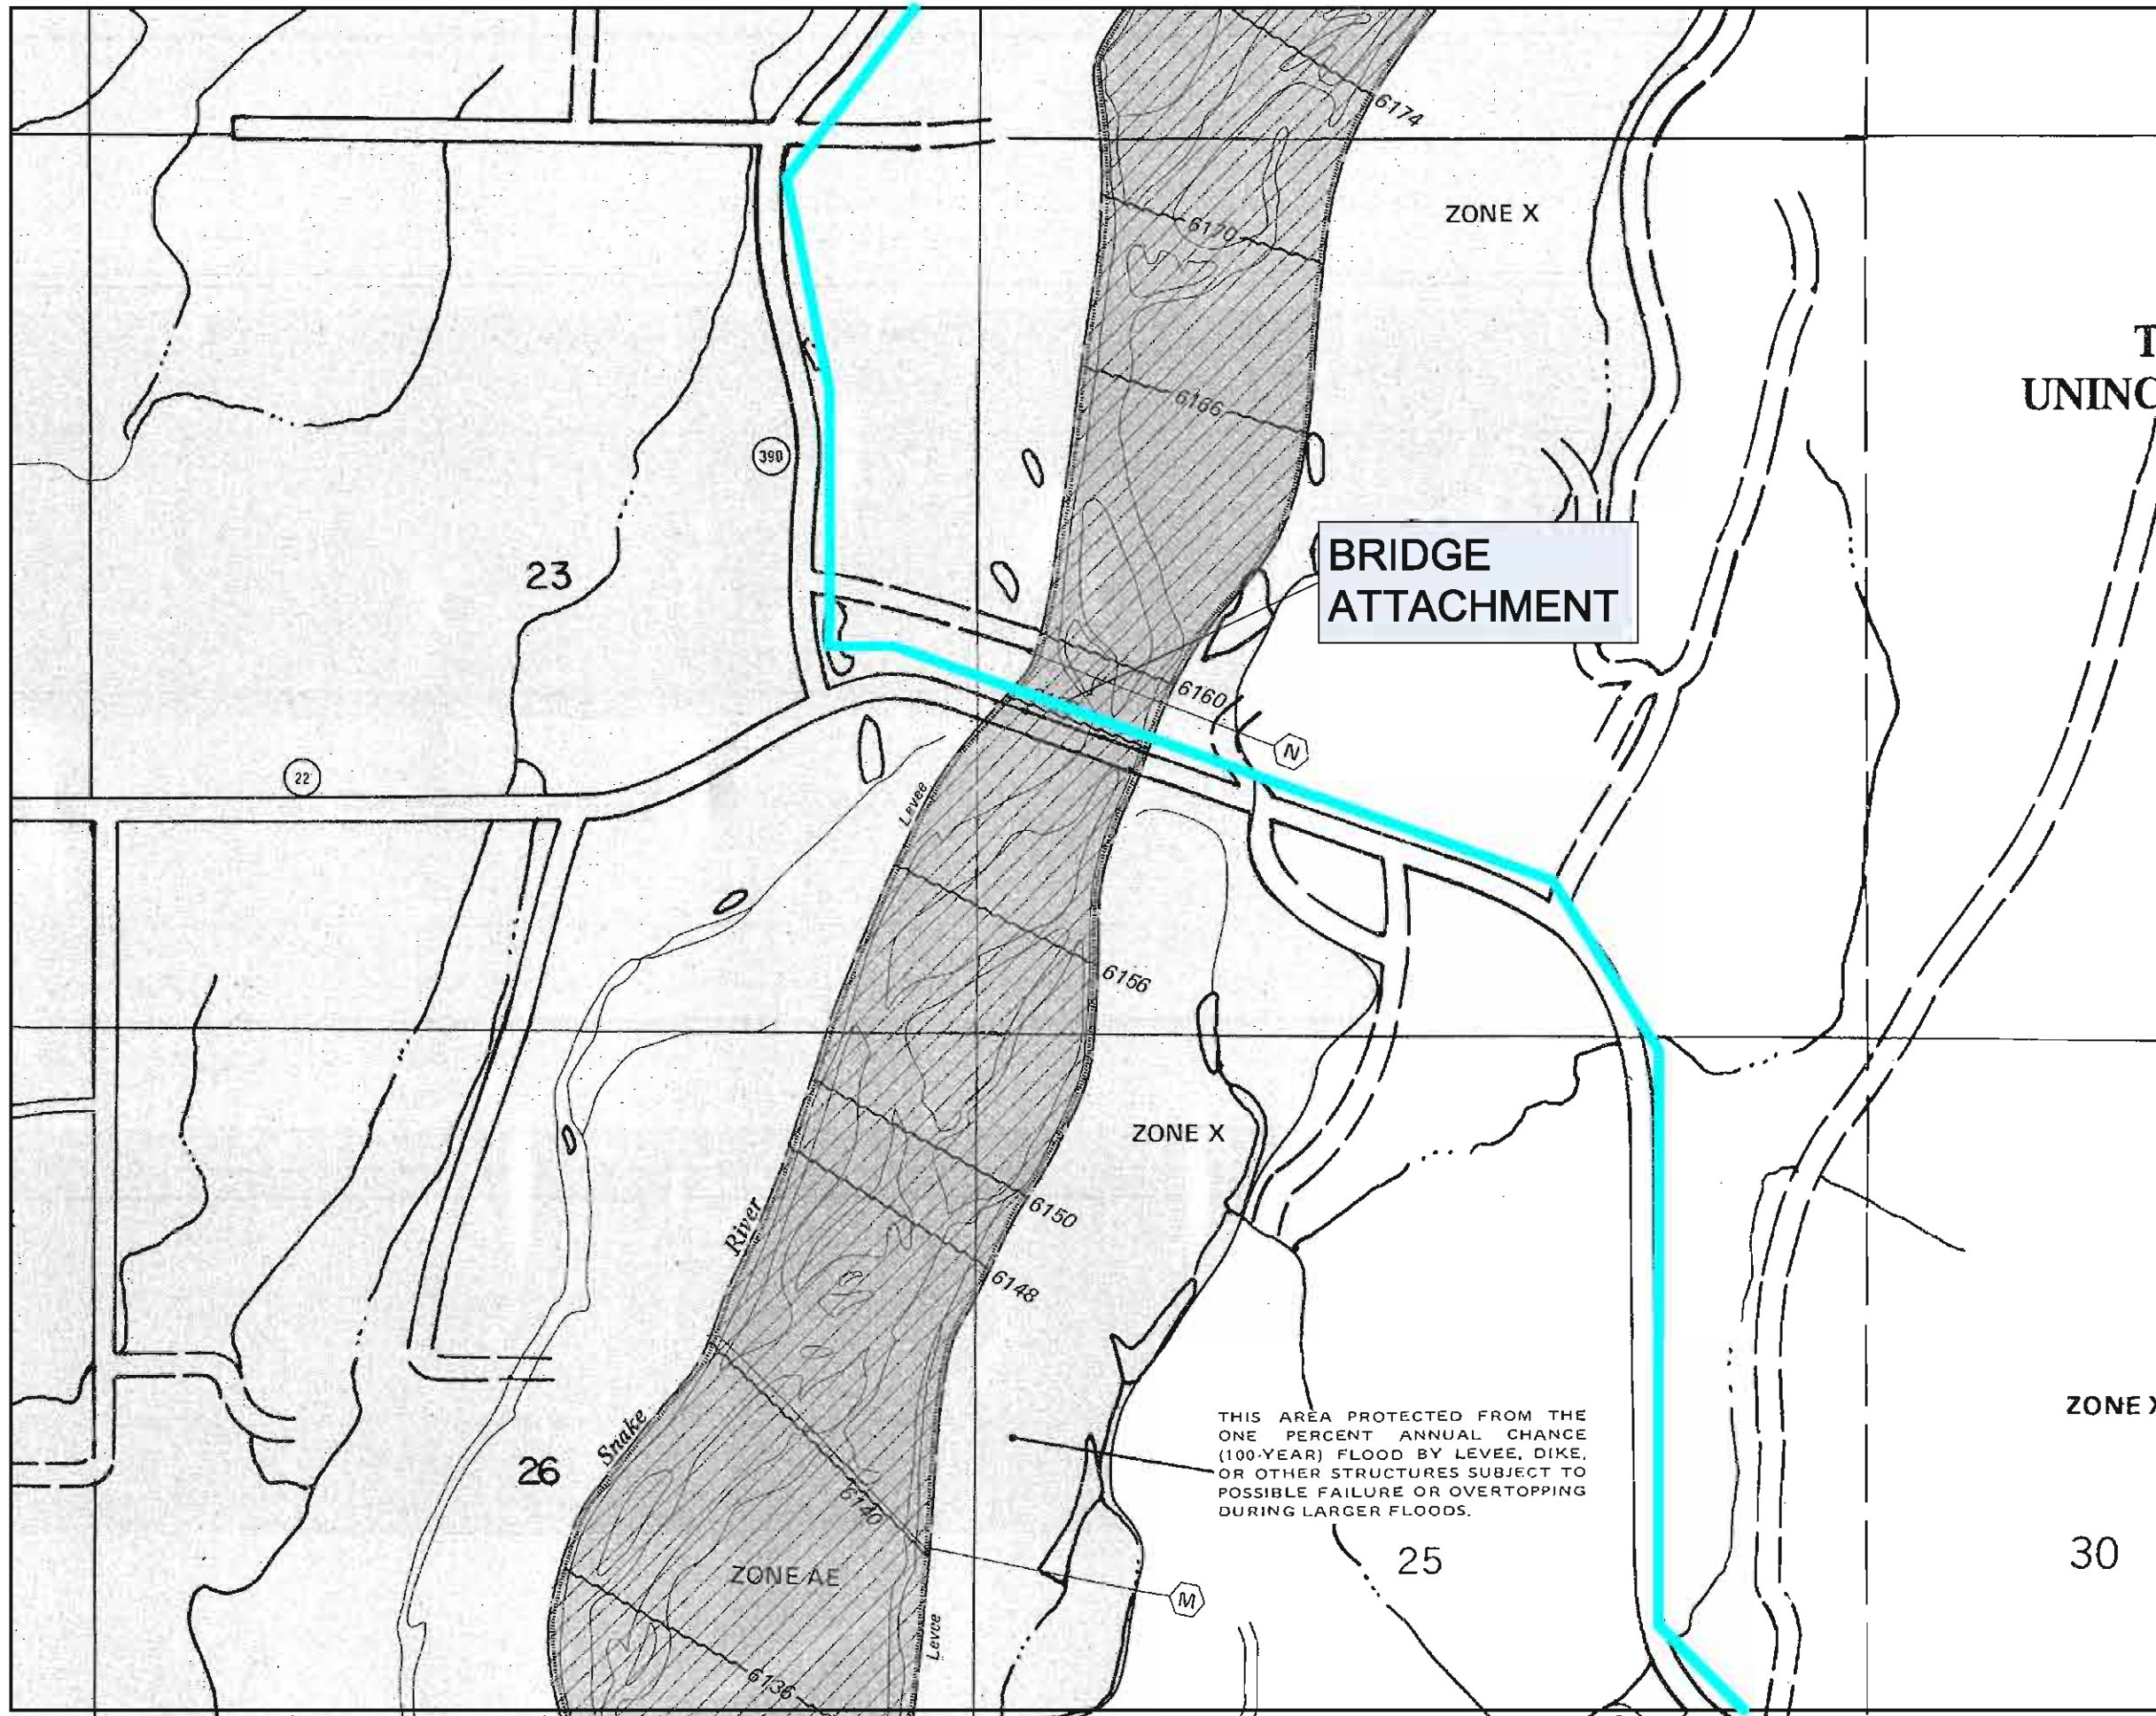 6174
6170
ZONE X
T
UNINC
6166
390
BRIDGE
ATTACHMENT
23
6160
N
22
Levee
6156
ZONE X
River
6150
6148
ZONE X
THIS AREA PROTECTED FROM THE
ONE PERCENT ANNUAL CHANCE
(100-YEAR) FLOOD BY LEVEE, DIKE,
OR OTHER STRUCTURES SUBJECT TO
POSSIBLE FAILURE OR OVERTOPPING
DURING LARGER FLOODS.
Snake
26
6140
25
30
ZONE AE
M
Levee
6136